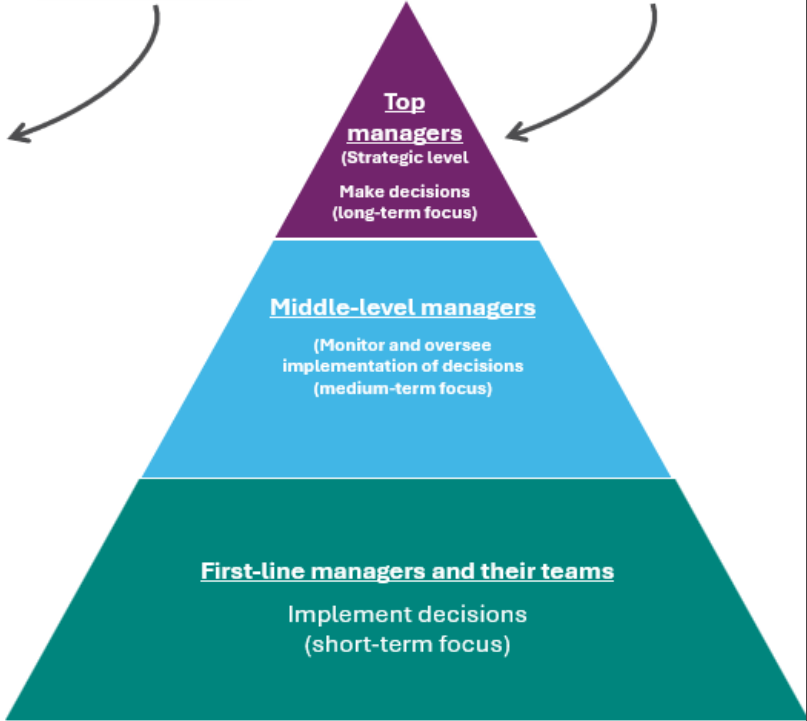 Top
managers
(Strategic level
Make decisions
(long-term focus)
Middle-level managers
(Monitor and oversee
implementation of decisions
(medium-term focus)
First-line managers and their teams
Implement decisions
(short-term focus)